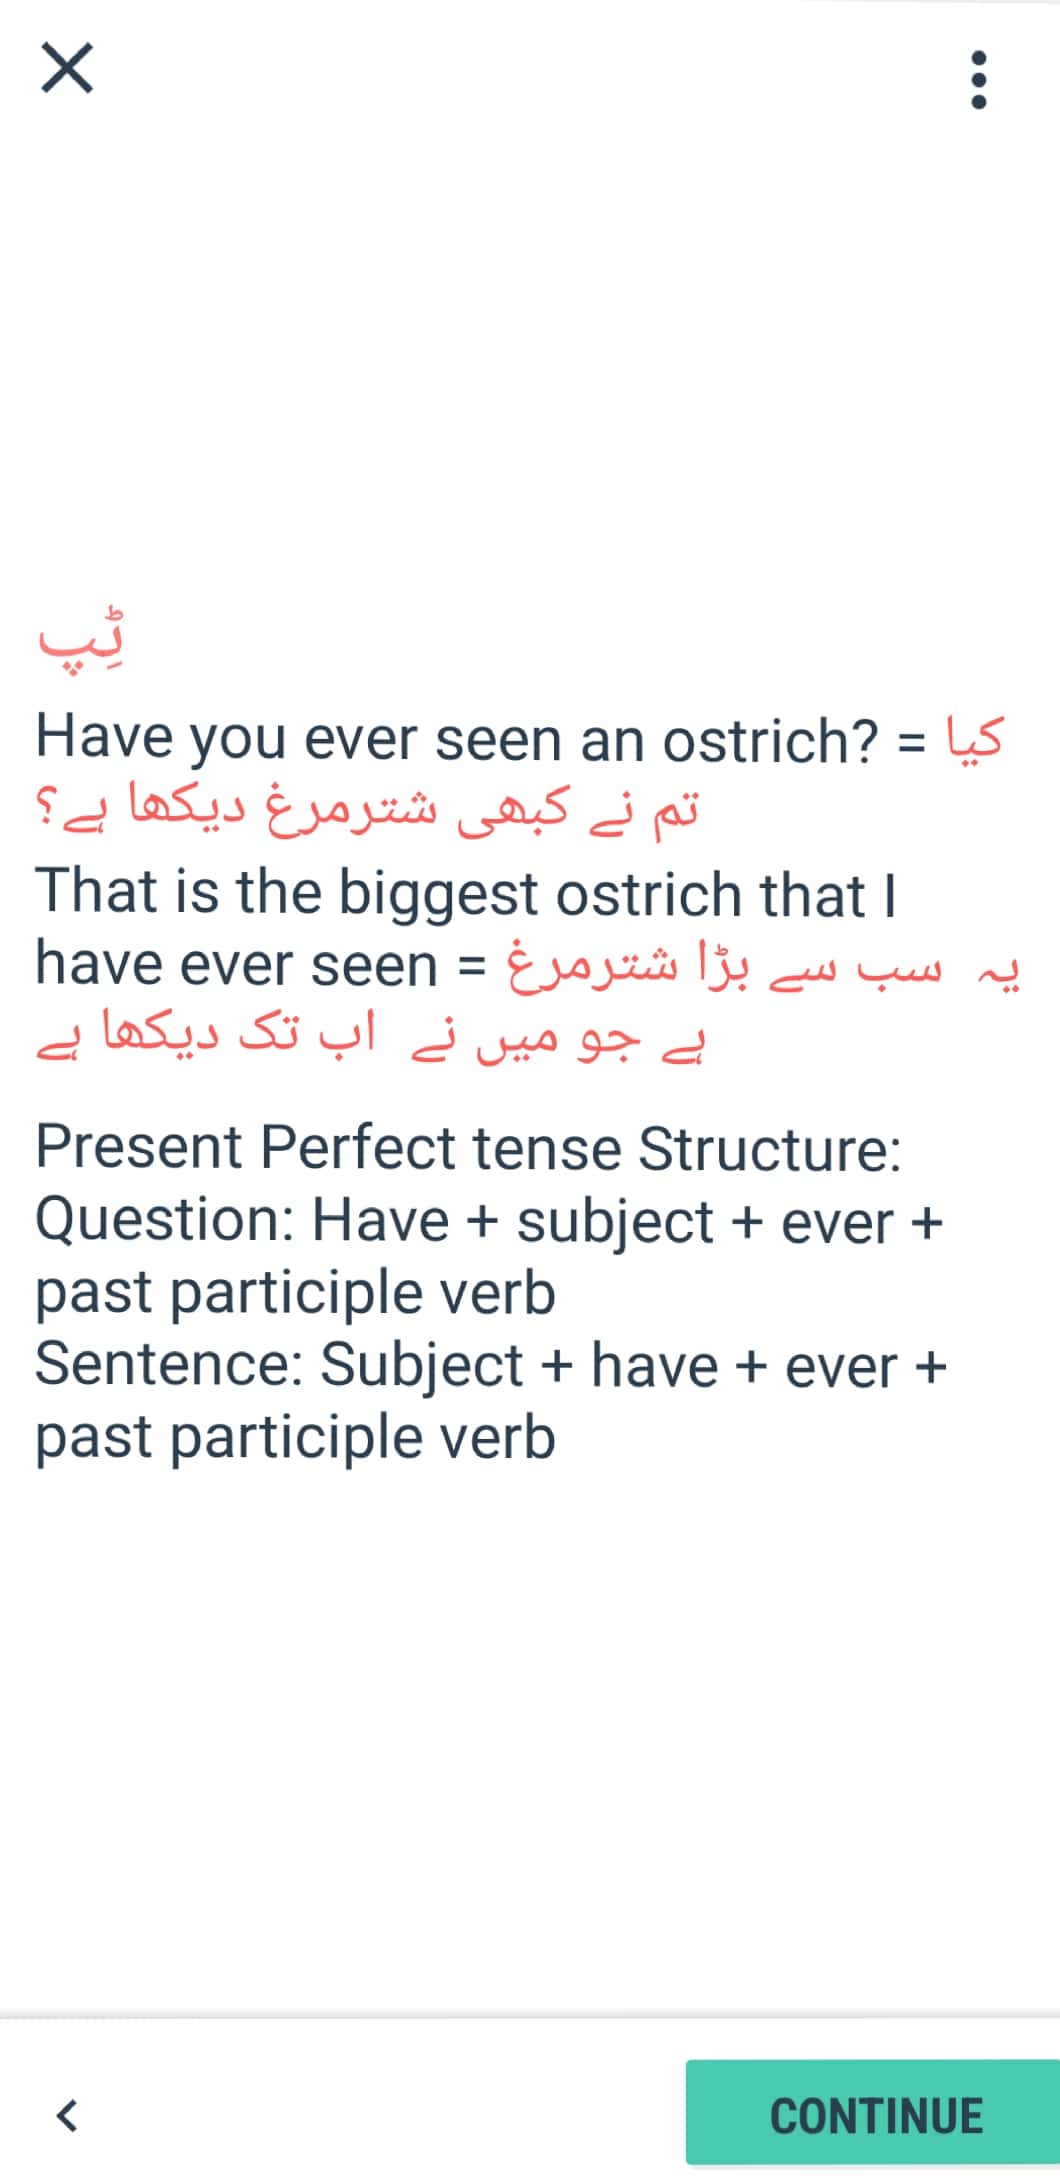 ٹِپ
Have you ever seen an ostrich? = کیا
تم نے کبھی شترمرغ دیکھا ہے؟
That is the biggest ostrich that I
have ever seen = یہ سب سے بڑا شترمرغ
ہے جو میں نے اب تک دیکھا ہے
Present Perfect tense Structure:
Question: Have + subject + ever +
past participle verb
Sentence: Subject + have + ever +
past participle verb
CONTINUE